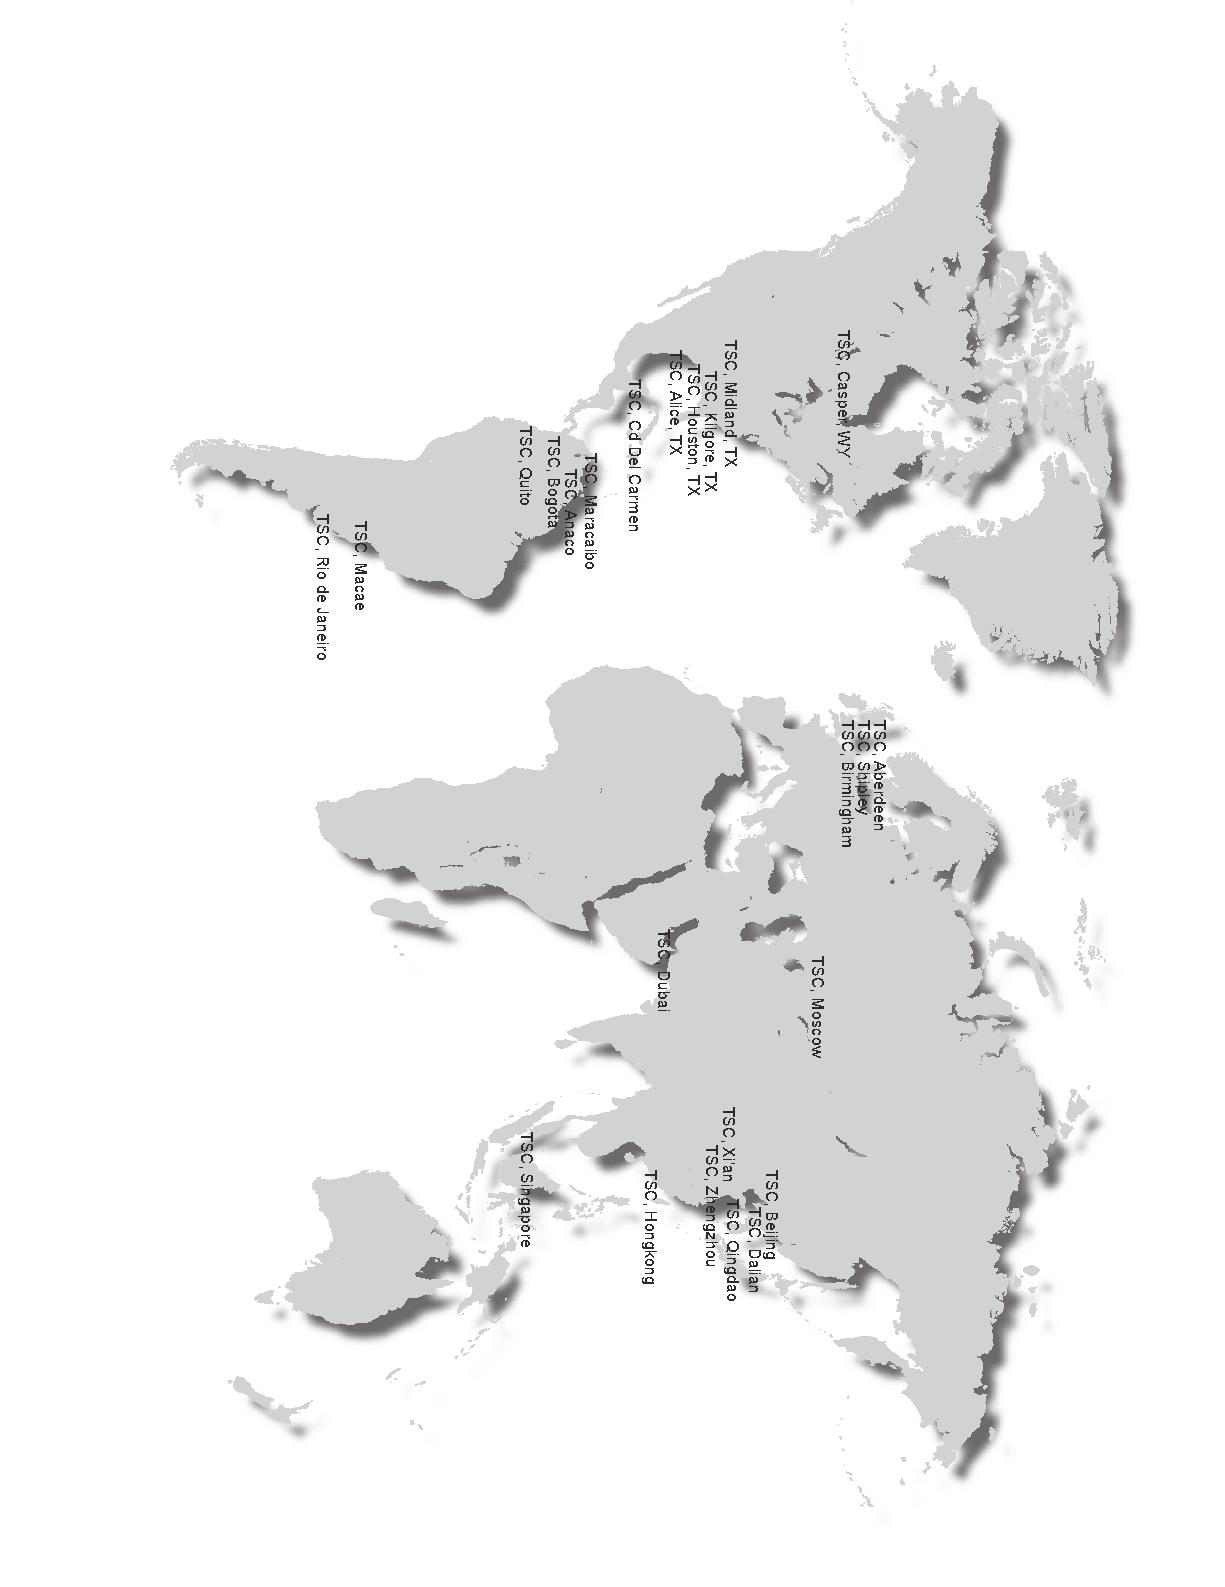 TSC, Casper, WY
TSC, Midland, TX
TSC, Kilgore, TX
TSC, Houston, TX
TSC, Alice, TX
TSC, Cd Del Carmen
TSC, Maracaibo
TSC, Anaco
TSC, Bogota
TSC, Quito
TSC, Macae
TSC, Rio de Janeiro
TSC, Aberdeen
TSC, Shipley
TSC, Birmingham
TSC, Moscow
TSC, Dubai
TSC, Beijing
TSC, Dalian
TSC, Qingdao
TSC, Xi'an
TSC, Zhengzhou
TSC, Hongkong
TSC, Singapore